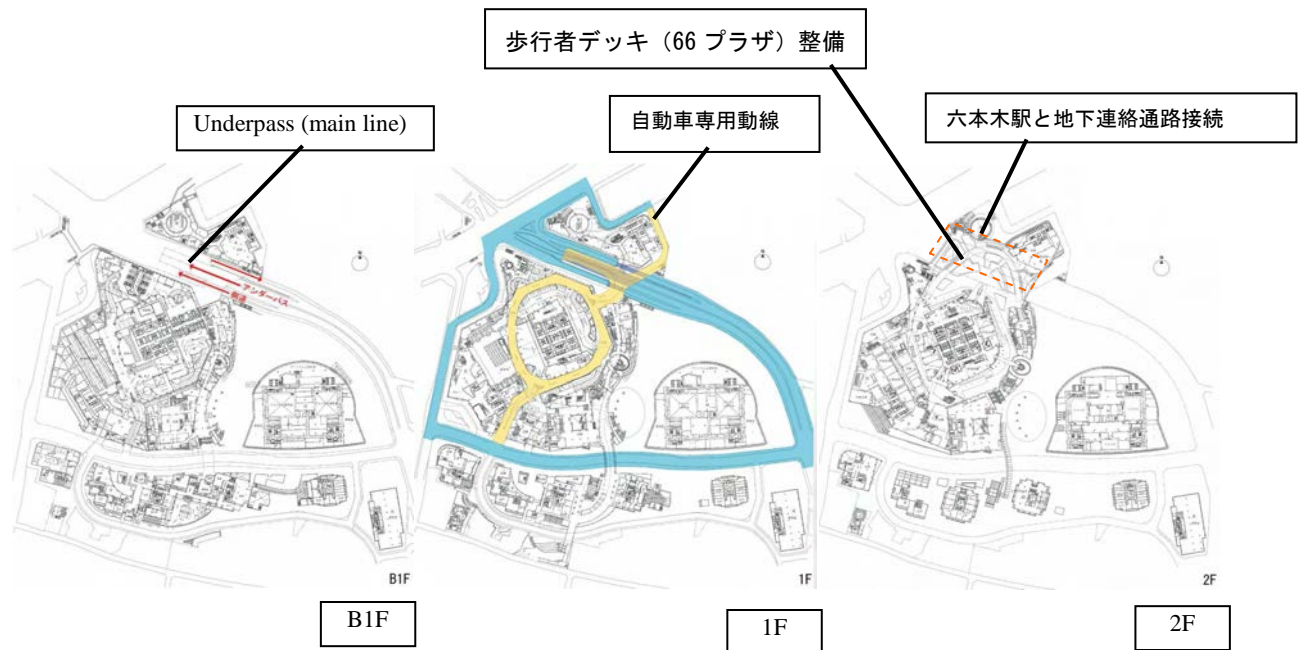 歩行者デッキ（66 プラザ）整備
Underpass (main line)
自動車専用動線
六本木駅と地下連絡通路接続
アンダーパス
側道
B1F
1F
2F
B1F
1F
2F